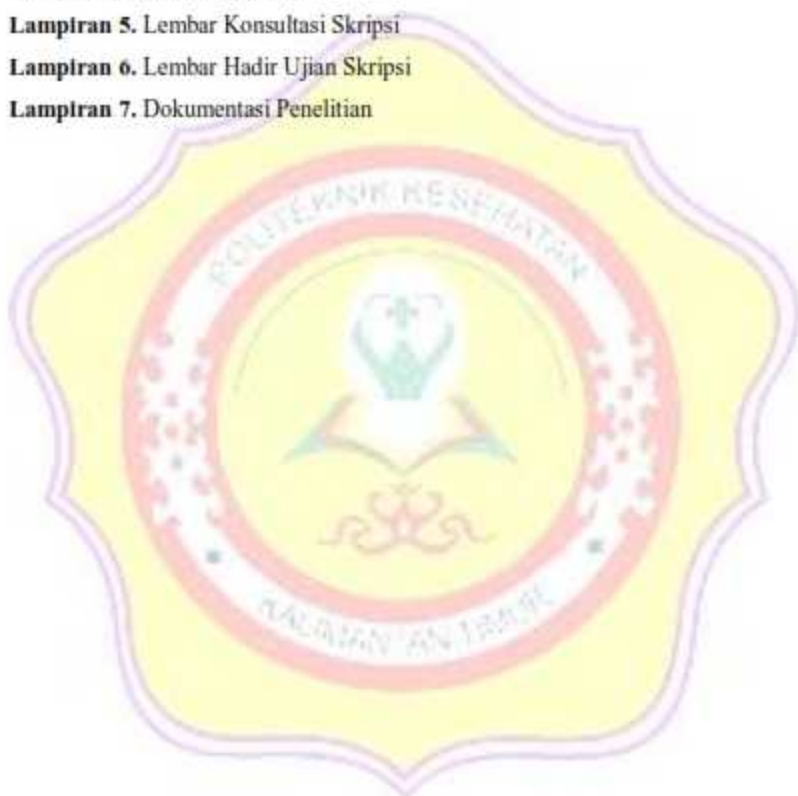 Lampiran 5. Lembar Konsultasi Skripsi
Lampiran 6. Lembar Hadir Ujian Skripsi
Lampiran 7. Dokumentasi Penelitian
POLITEKNIK KESEHATAN
KALIMANTAN TIMUR